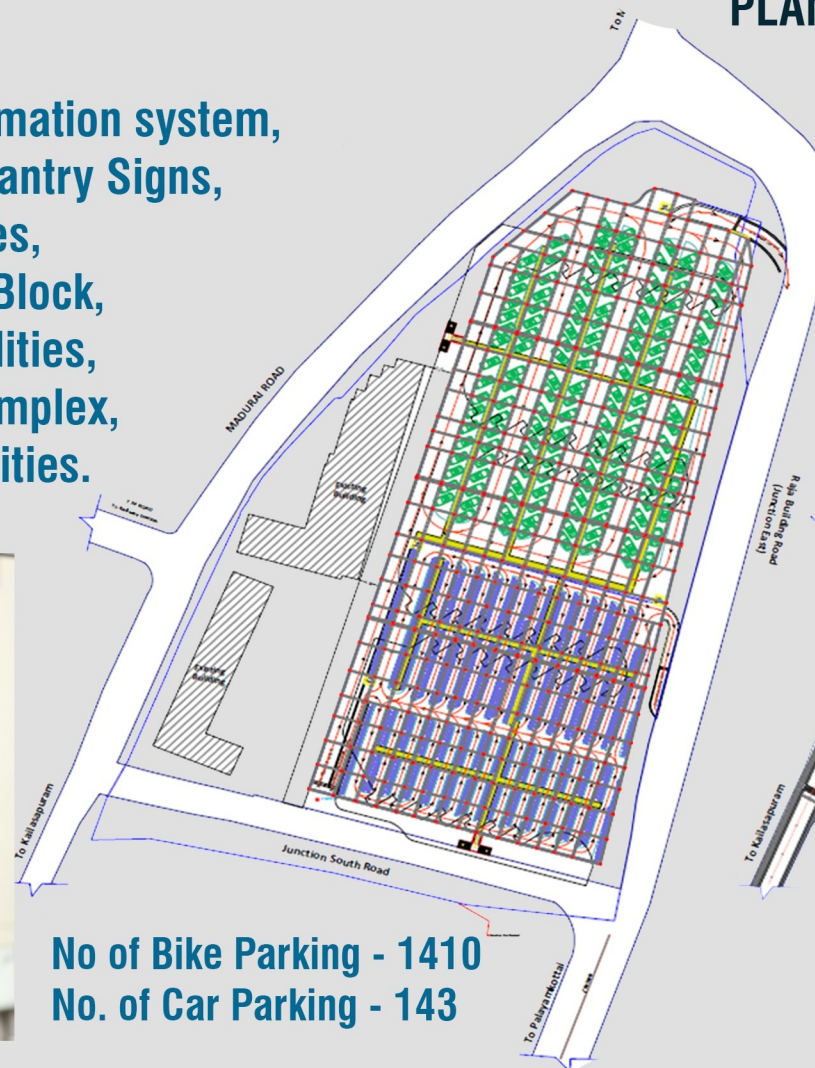 PLAN
To M
mation system,
antry Signs,
es,
Block,
lities,
mplex,
ities.
MADURAI ROAD
Existing
Building
Raja Building Road
(Junction East)
Existing
Building
To Kailasapuram
To Kailasapuram
Junction South Road
To Palayamkottai
No of Bike Parking - 1410
No. of Car Parking - 143